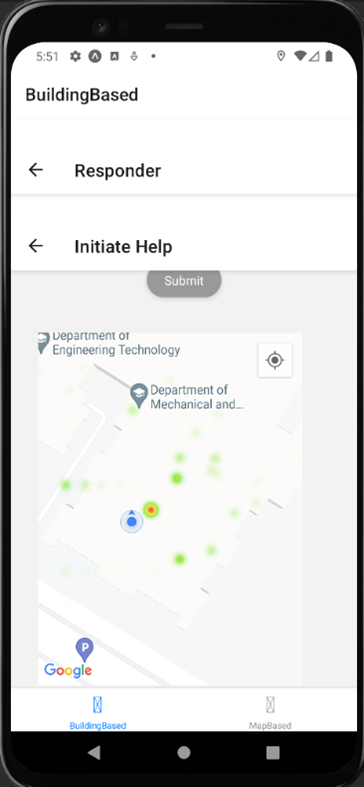 5:51
BuildingBased
Responder
Initiate Help
Submit
Department of
Engineering Technology
Department of
Mechanical and...
P
Google
BuildingBased
MapBased